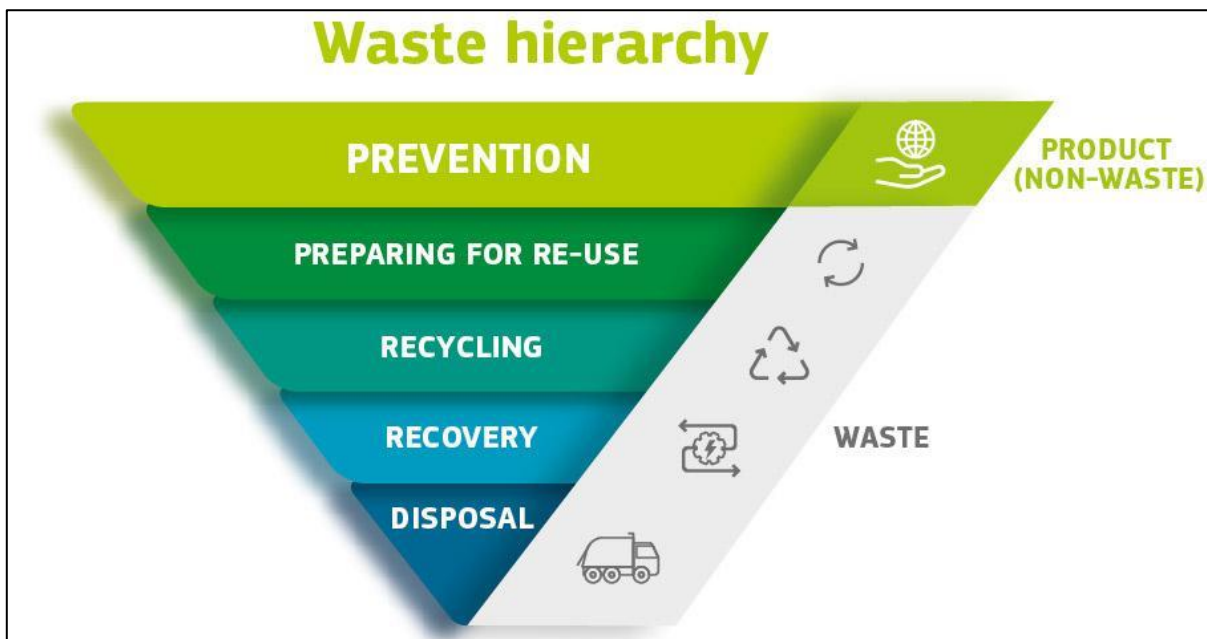 Waste hierarchy
PREVENTION
PRODUCT
(NON-WASTE)
PREPARING FOR RE-USE
RECYCLING
RECOVERY
WASTE
DISPOSAL